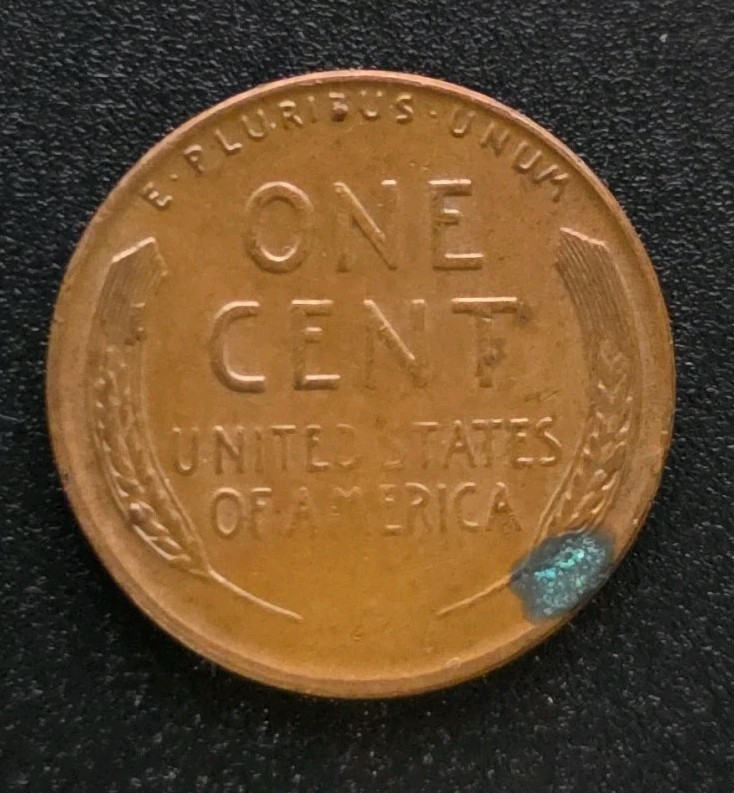 E·PLURIBUS·UNUM
ONE
CENT
UNITED STATES
OF AMERICA